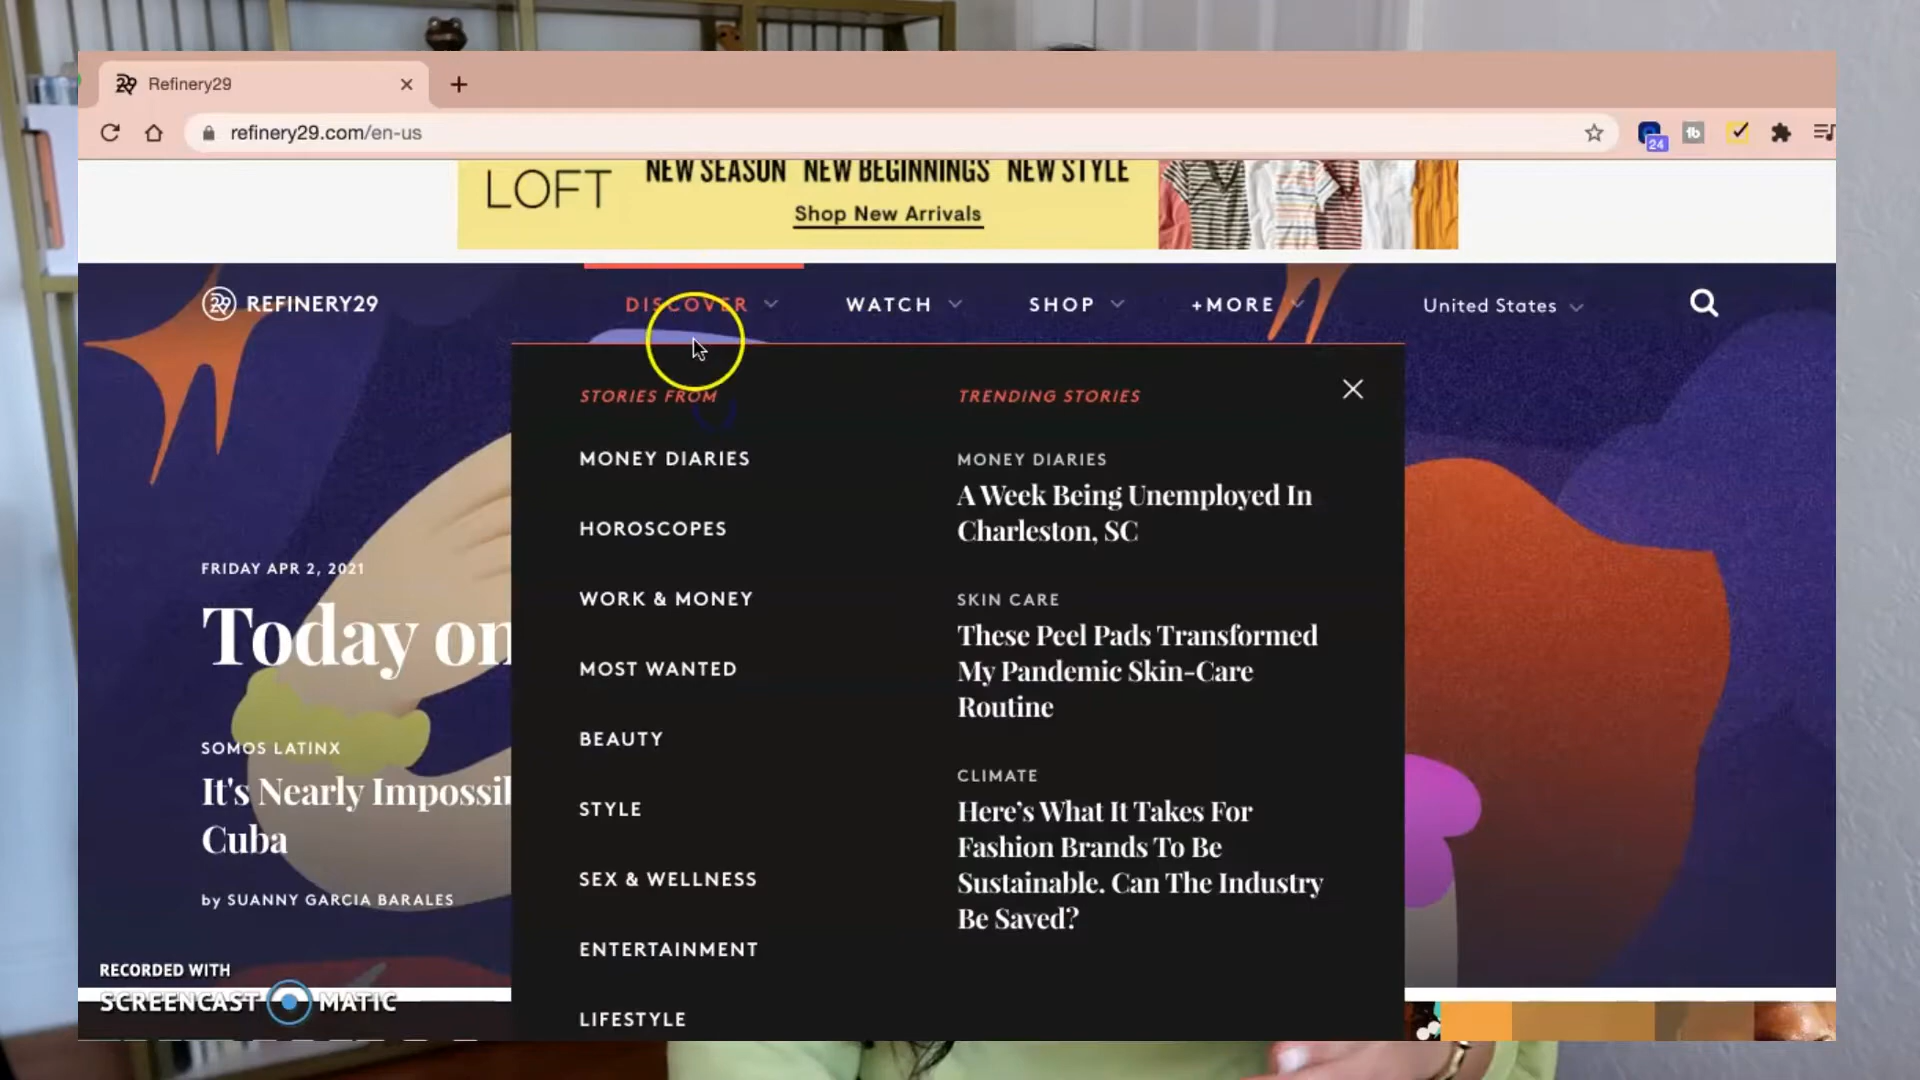 Refinery29
refinery29.com/en-us
24
LOFT
NEW SEASON NEW BEGINNINGS NEW STYLE
Shop New Arrivals
REFINERY29
DISCOVER
WATCH
SHOP
+MORE
United States
STORIES FROM
MONEY DIARIES
HOROSCOPES
WORK & MONEY
MOST WANTED
BEAUTY
STYLE
SEX & WELLNESS
ENTERTAINMENT
LIFESTYLE
TRENDING STORIES
MONEY DIARIES
A Week Being Unemployed In
Charleston, SC
SKIN CARE
These Peel Pads Transformed
My Pandemic Skin-Care
Routine
CLIMATE
Here’s What It Takes For
Fashion Brands To Be
Sustainable. Can The Industry
Be Saved?
FRIDAY APR 2, 2021
Today on
SOMOS LATINX
It's Nearly Impossib
Cuba
by SUANNY GARCIA BARALES
RECORDED WITH
SCREENCAST MATIC